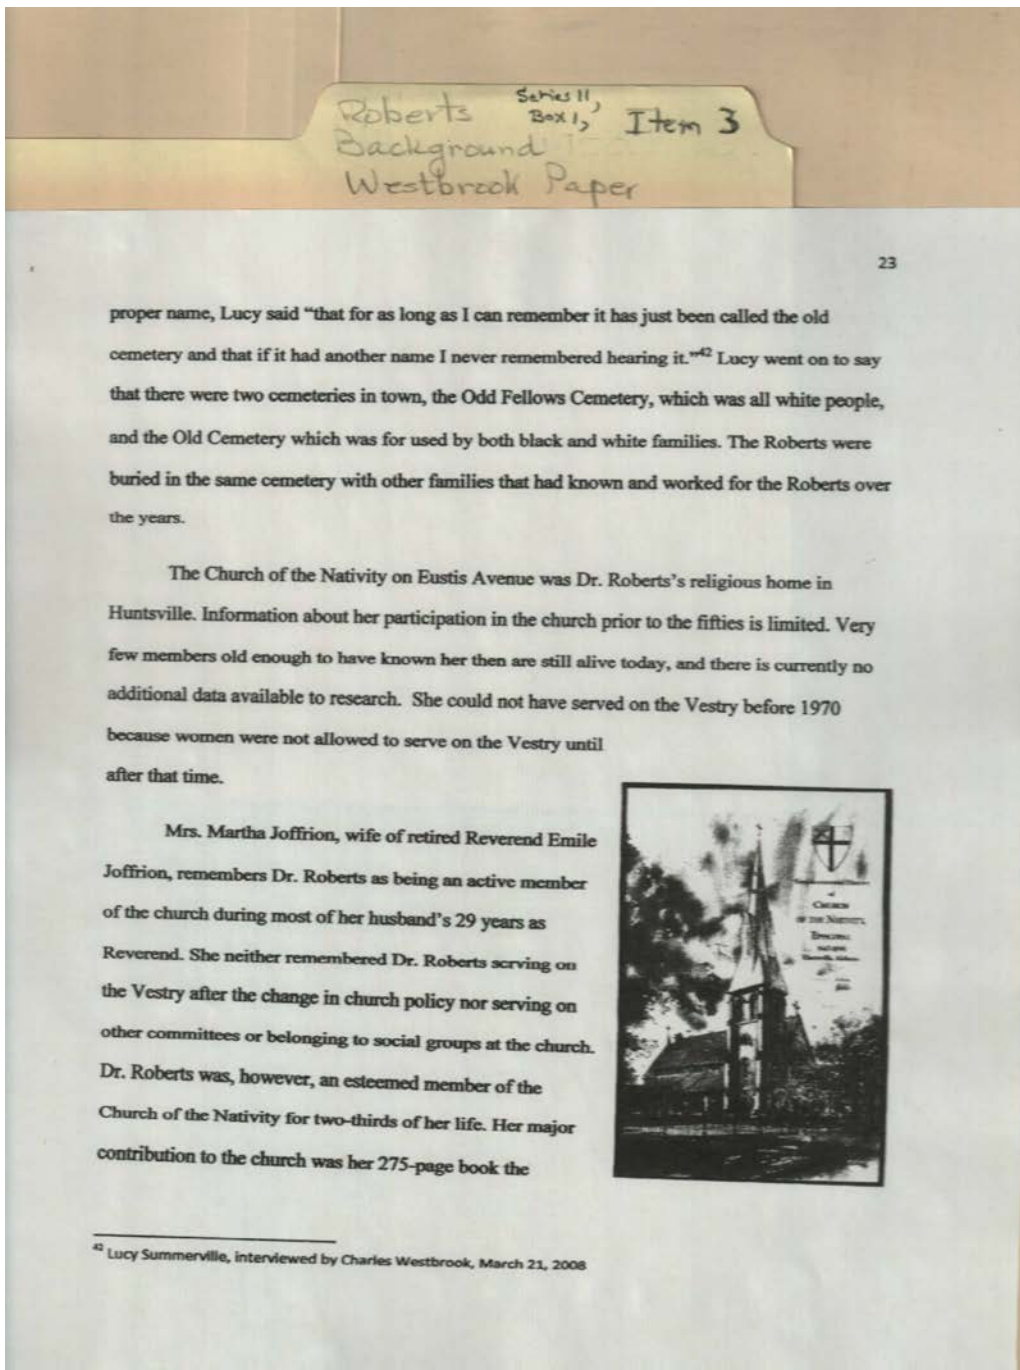 Roberts Series 11, Box 1, Item 3
Background
Westbrook Paper
23
proper name, Lucy said “that for as long as I can remember it has just been called the old
cemetery and that if it had another name I never remembered hearing it.”42 Lucy went on to say
that there were two cemeteries in town, the Odd Fellows Cemetery, which was all white people,
and the Old Cemetery which was for used by both black and white families. The Roberts were
buried in the same cemetery with other families that had known and worked for the Roberts over
the years.
The Church of the Nativity on Eustis Avenue was Dr. Roberts's religious home in
Huntsville. Information about her participation in the church prior to the fifties is limited. Very
few members old enough to have known her then are still alive today, and there is currently no
additional data available to research. She could not have served on the Vestry before 1970
because women were not allowed to serve on the Vestry until
after that time.
Mrs. Martha Joffrion, wife of retired Reverend Emile
Joffrion, remembers Dr. Roberts as being an active member
of the church during most of her husband's 29 years as
Reverend. She neither remembered Dr. Roberts serving on
the Vestry after the change in church policy nor serving on
other committees or belonging to social groups at the church.
Dr. Roberts was, however, an esteemed member of the
Church of the Nativity for two-thirds of her life. Her major
contribution to the church was her 275-page book the
CHURCH
OF THE NATIVITY,
EPISCOPAL
42 Lucy Summerville, interviewed by Charles Westbrook, March 21, 2008